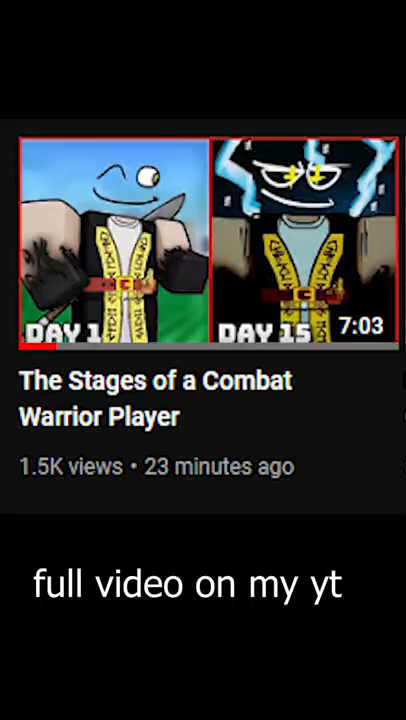 DAY 1
DAY 15
7:03
The Stages of a Combat
Warrior Player
1.5K views • 23 minutes ago
full video on my yt